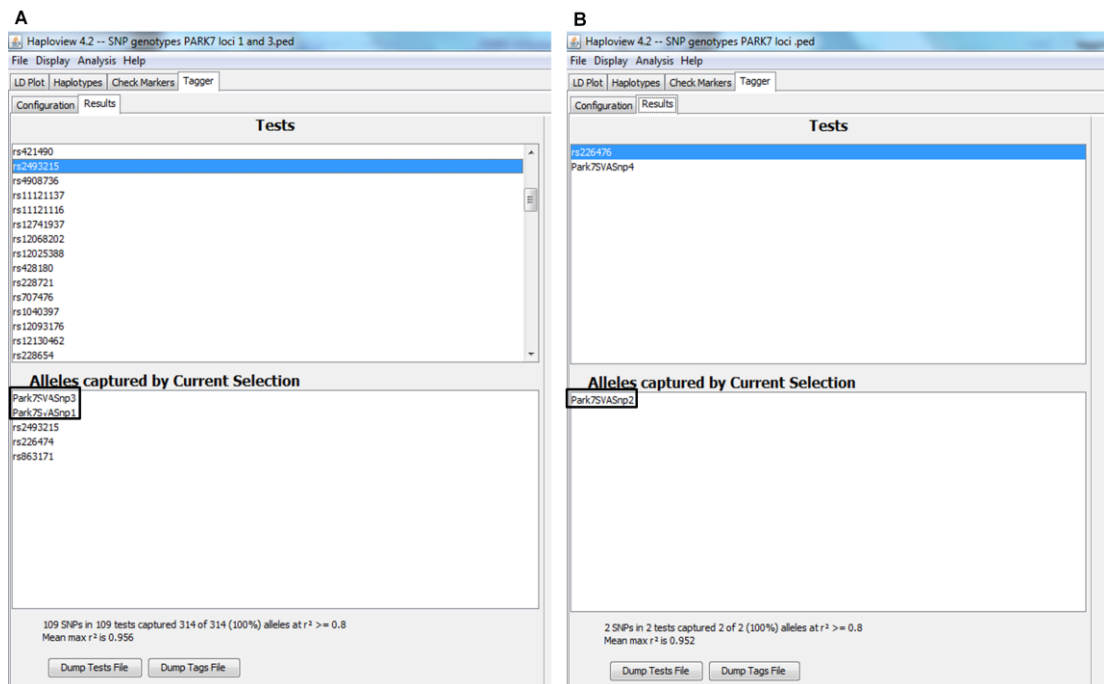 A
Haploview 4.2 -- SNP genotypes PARK7 loci 1 and 3.ped
File Display Analysis Help
LD Plot Haplotypes Check Markers Tagger
Configuration Results
Tests
rs421490
rs2493215
rs4908736
rs11121137
rs11121116
rs12741937
rs12068202
rs12025388
rs428180
rs228721
rs707476
rs1040397
rs12093176
rs12130462
rs228654
Alleles captured by Current Selection
Park7SVASnp3
Park7SVASnp1
rs2493215
rs226474
rs863171
109 SNPs in 109 tests captured 314 of 314 (100%) alleles at r² >= 0.8
Mean max r² is 0.956
Dump Tests File Dump Tags File
B
Haploview 4.2 -- SNP genotypes PARK7 loci .ped
File Display Analysis Help
LD Plot Haplotypes Check Markers Tagger
Configuration Results
Tests
rs226476
Park7SVASnp4
Alleles captured by Current Selection
Park7SVASnp2
2 SNPs in 2 tests captured 2 of 2 (100%) alleles at r² >= 0.8
Mean max r² is 0.952
Dump Tests File Dump Tags File